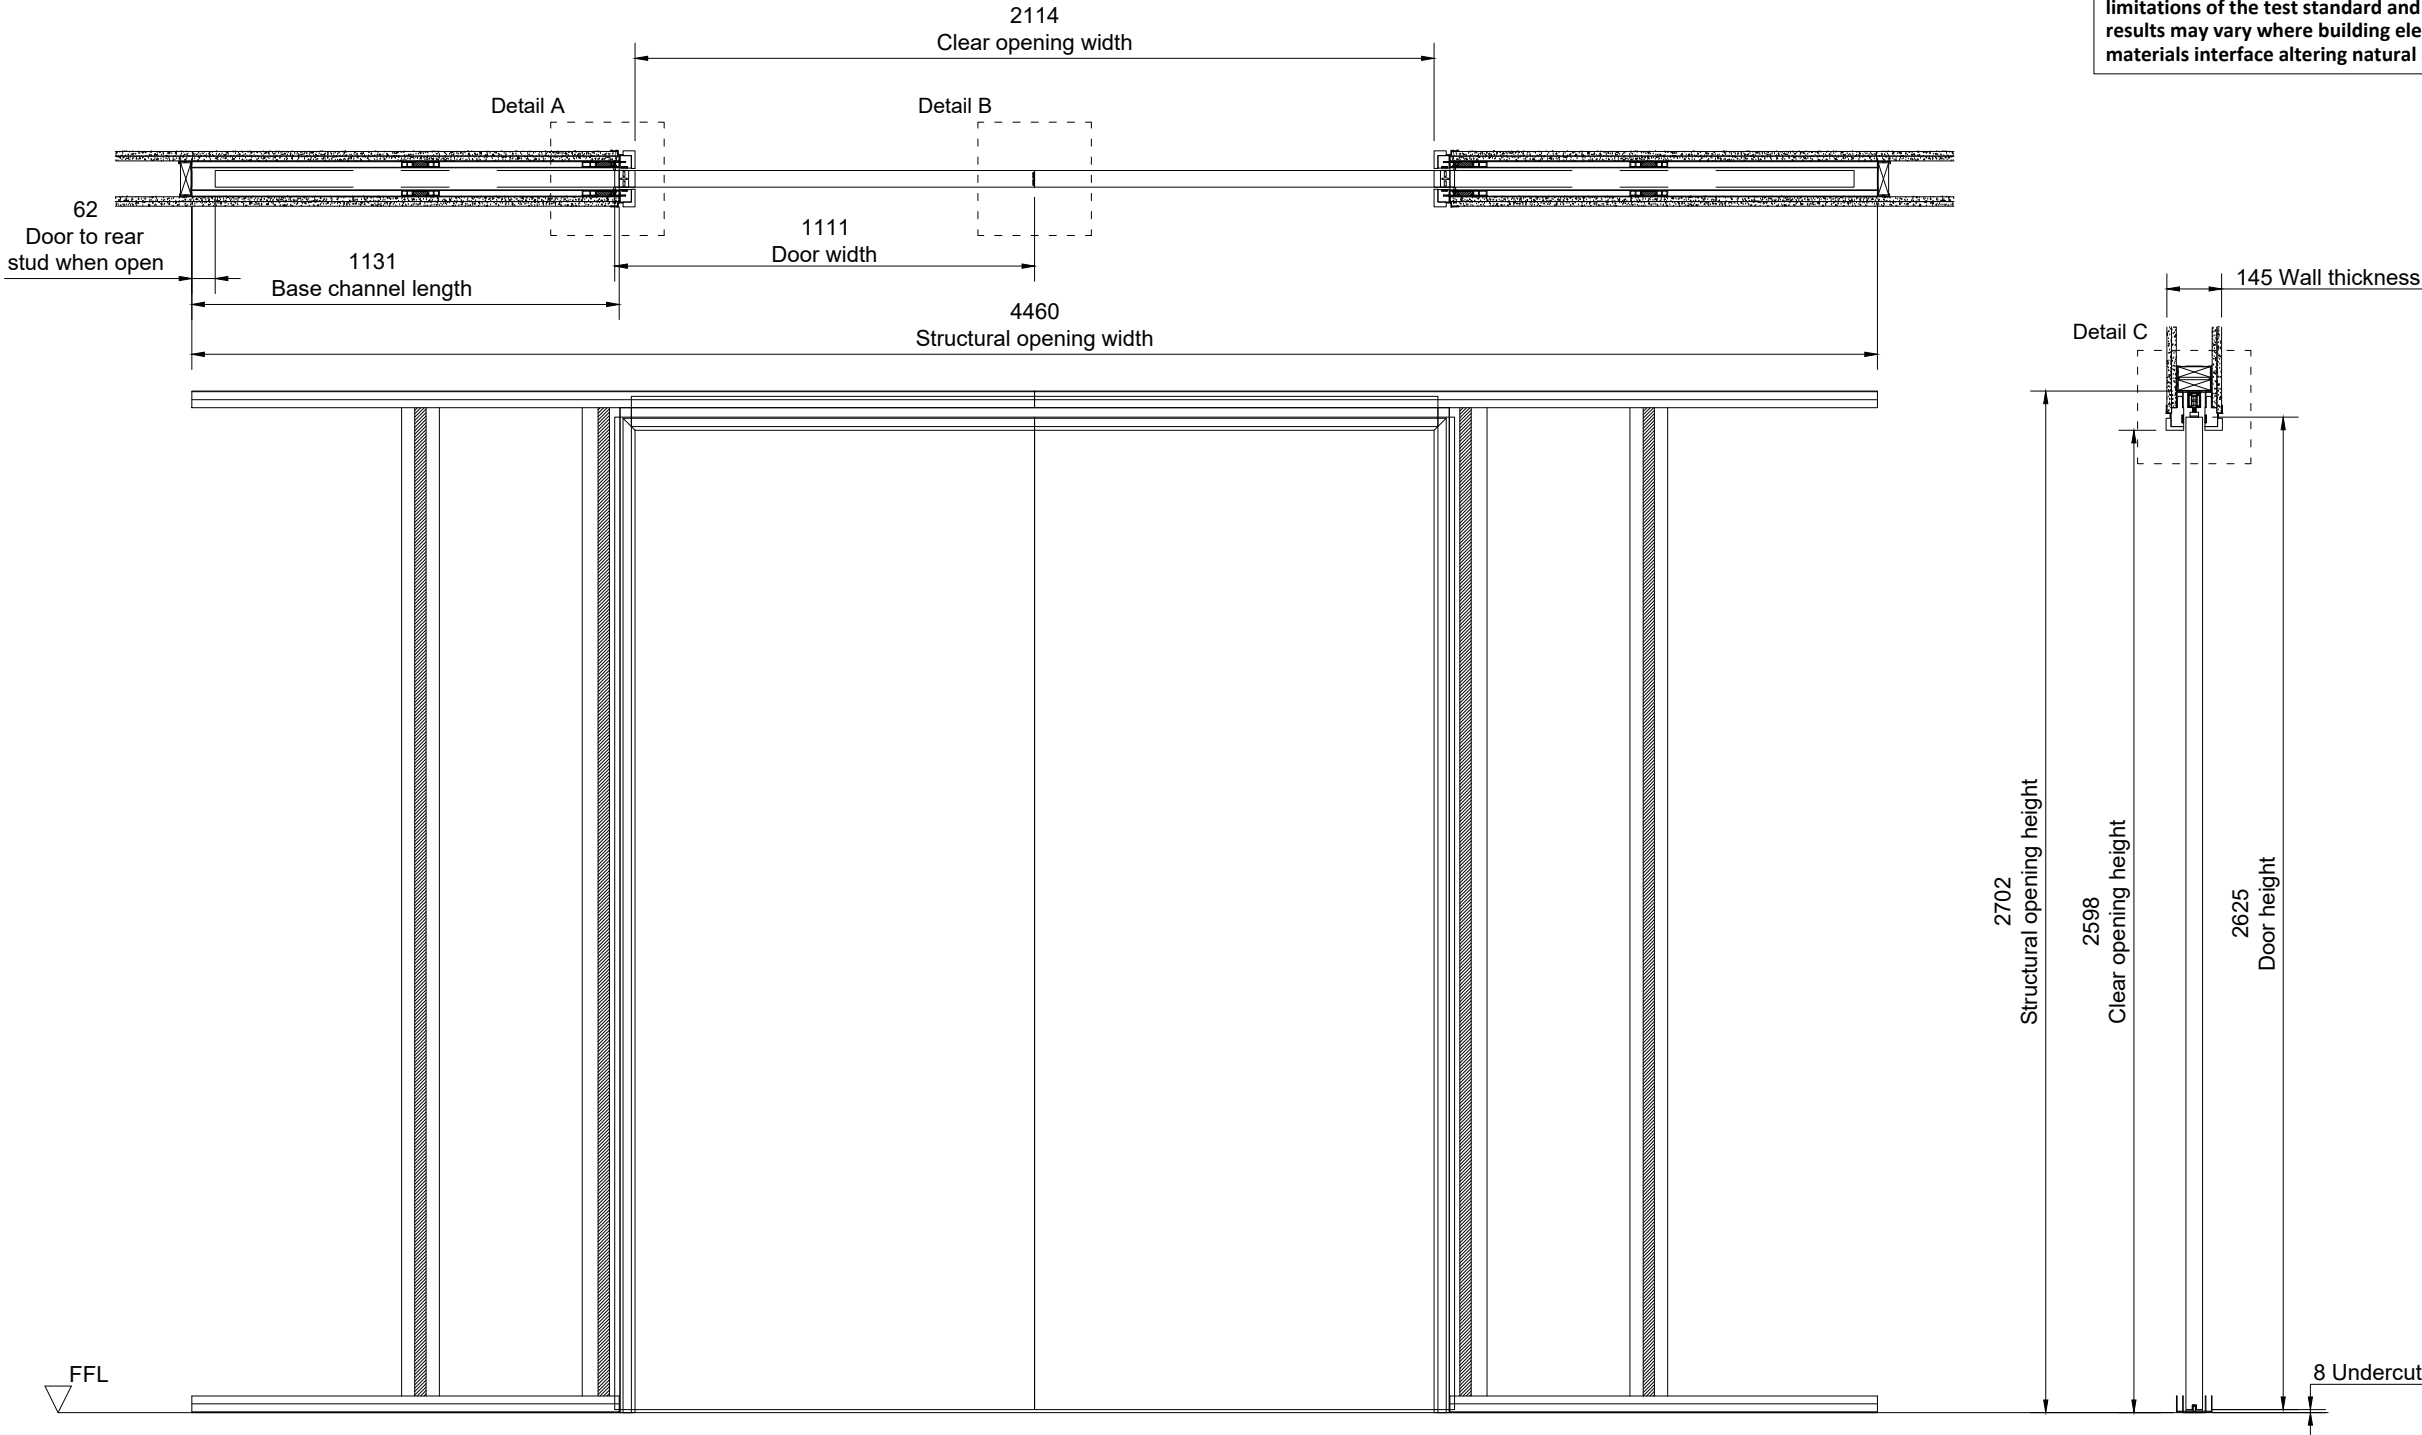 limitations of the test standard and
results may vary where building ele
materials interface altering natural
2114
Clear opening width
Detail A
Detail B
62
Door to rear
stud when open
1111
Door width
1131
Base channel length
4460
Structural opening width
145 Wall thickness
Detail C
2702
Structural opening height
2598
Clear opening height
2625
Door height
FFL
8 Undercut